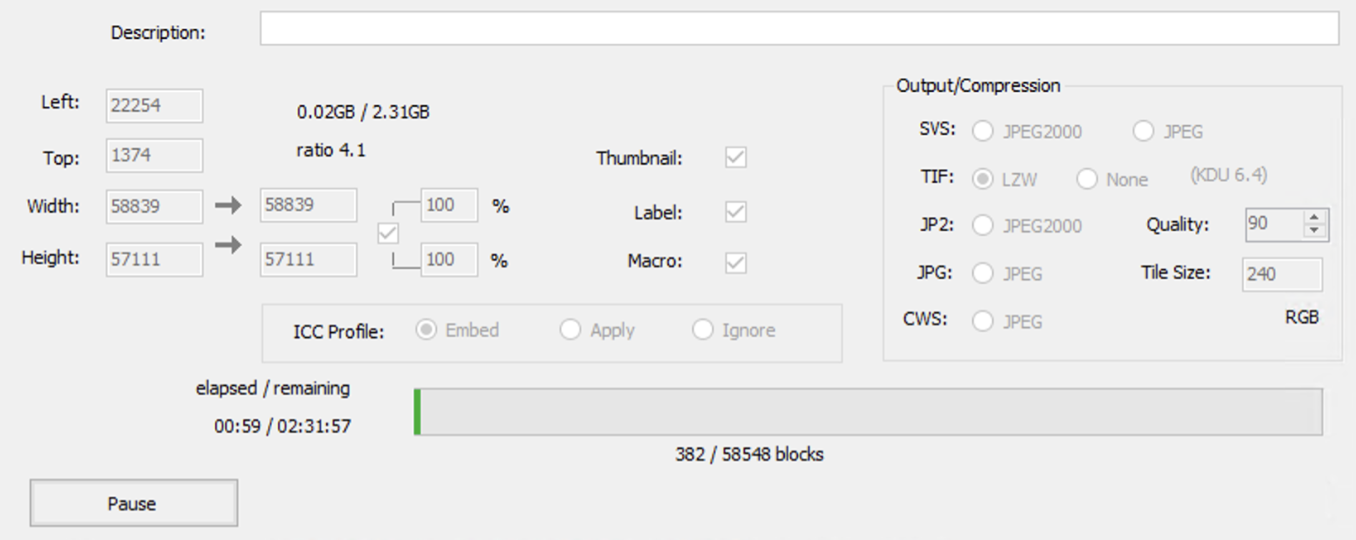 Description:
Left: 22254
0.02GB / 2.31GB
Top: 1374
ratio 4.1
Width: 58839 58839 100 %
Height: 57111 57111 100 %
Thumbnail:
Label:
Macro:
ICC Profile: Embed Apply Ignore
Output/Compression
SVS: JPEG2000 JPEG
TIF: LZW None (KDU 6.4)
JP2: JPEG2000 Quality: 90
JPG: JPEG Tile Size: 240
CWS: JPEG RGB
elapsed / remaining
00:59 / 02:31:57
382 / 58548 blocks
Pause